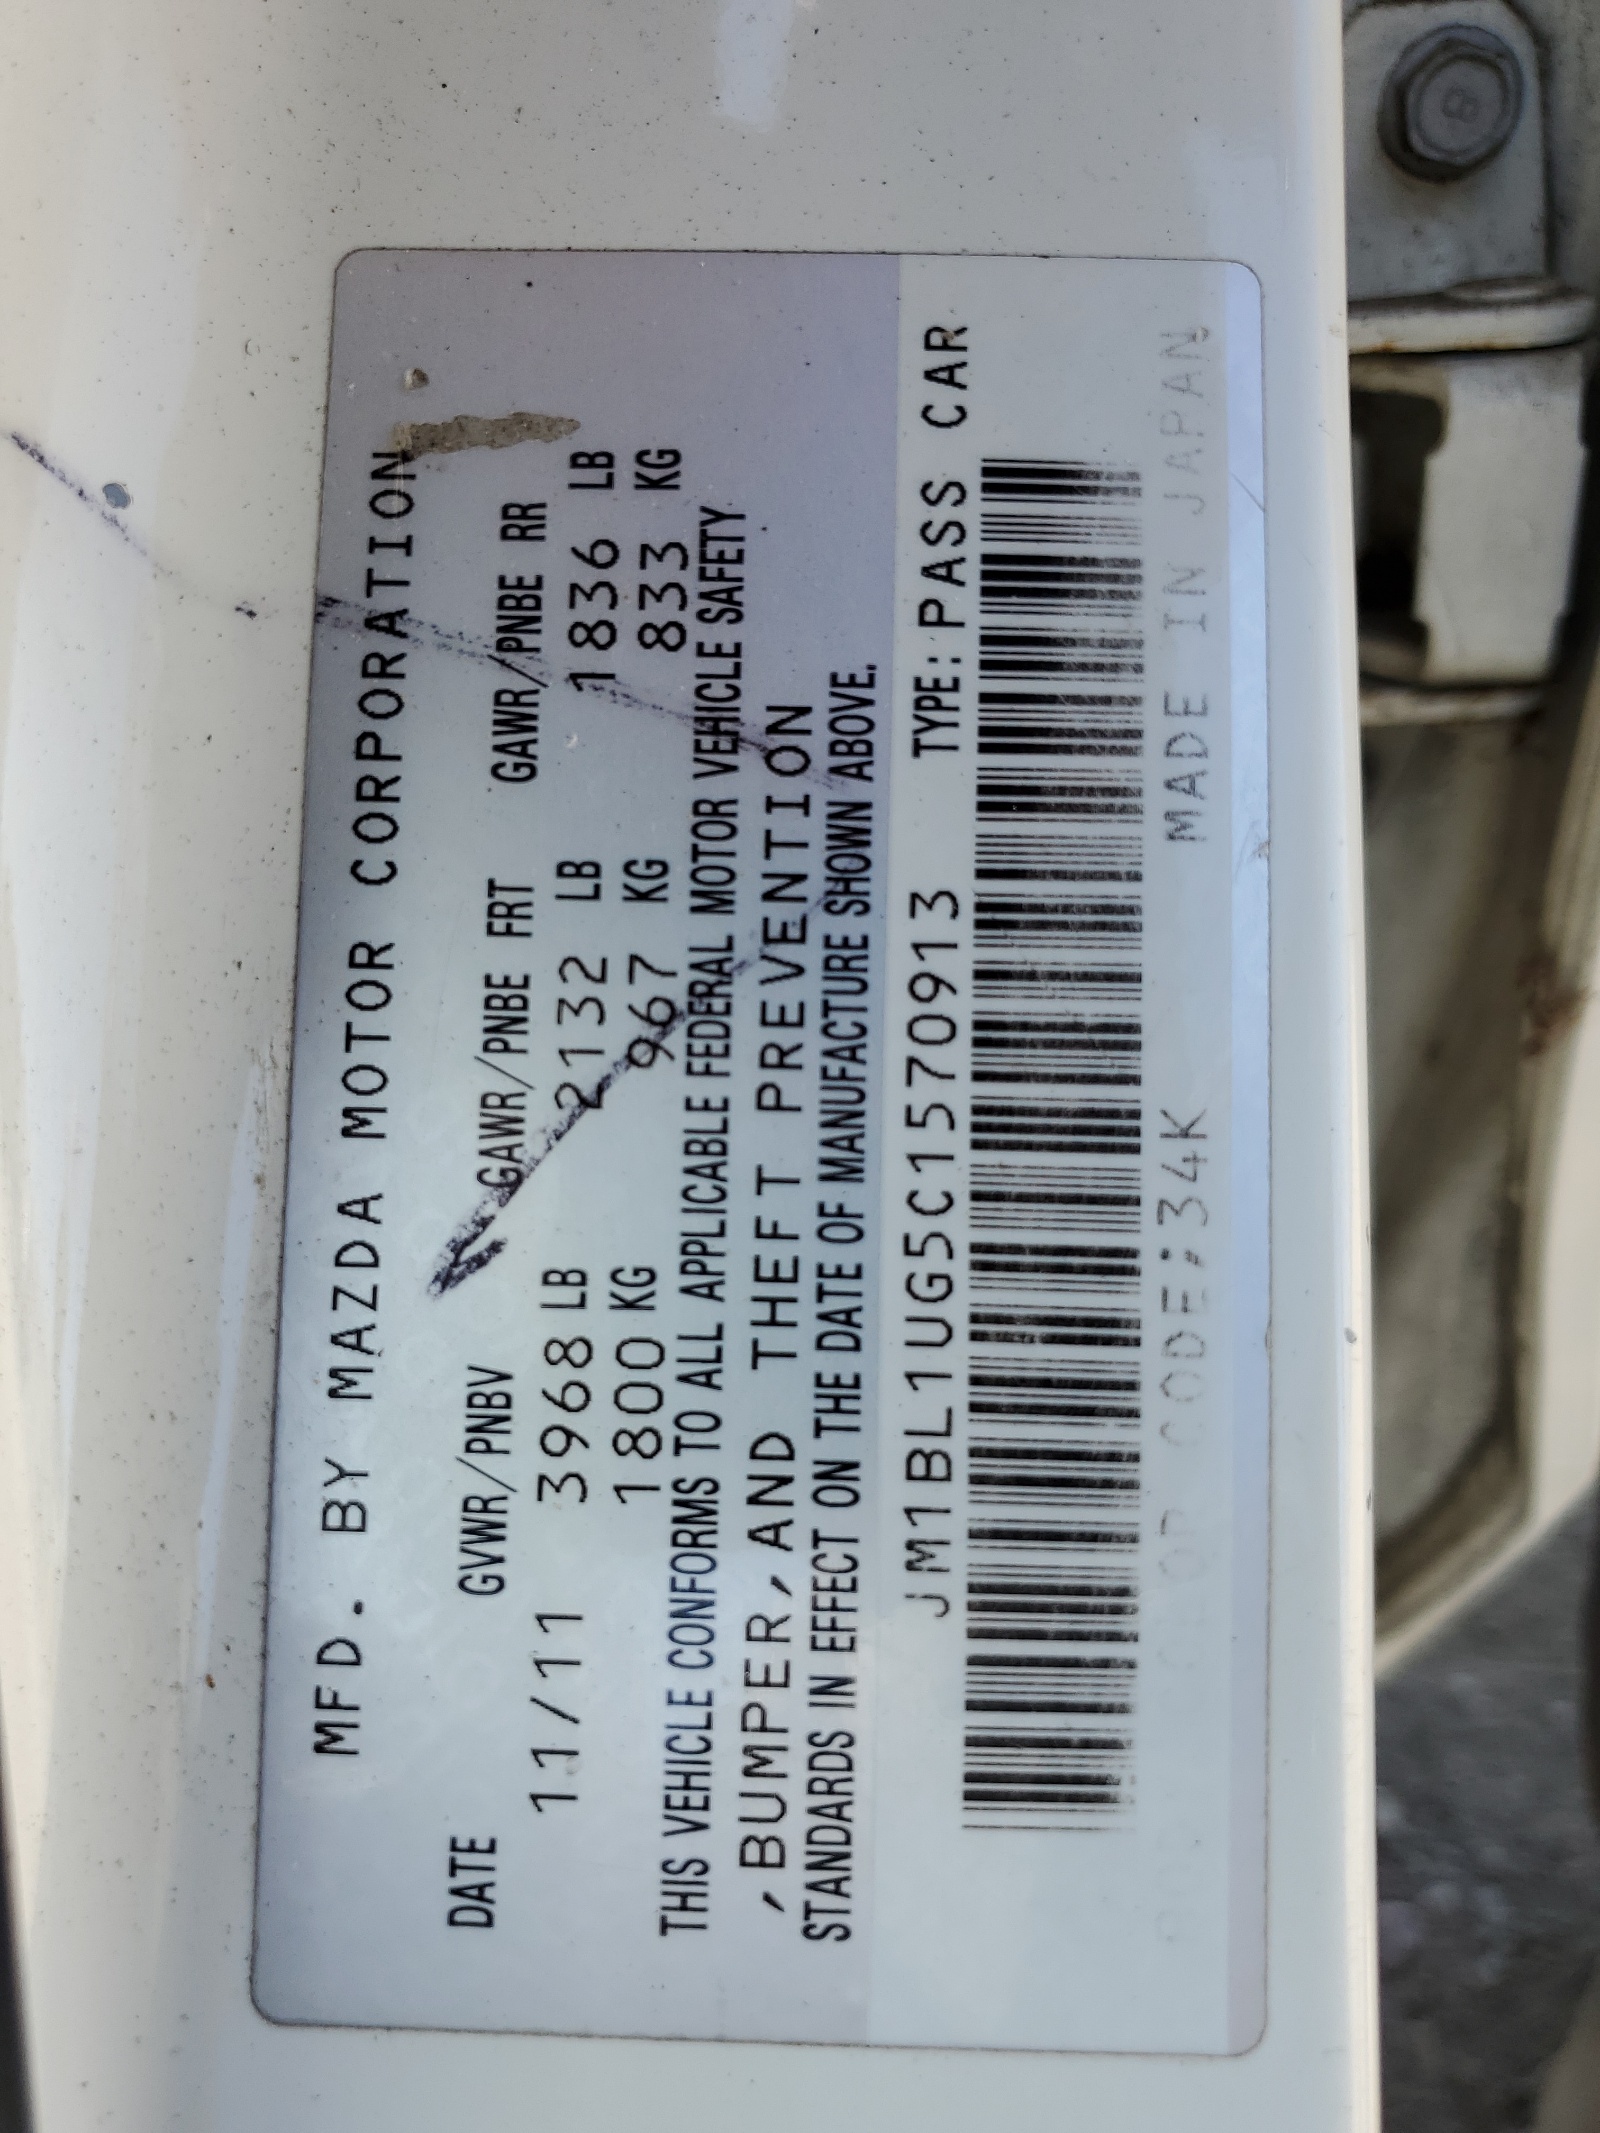 MFD. BY MAZDA MOTOR CORPORATION
DATE GVWR/PNBV GAWR/PNBE FRT GAWR/PNBE RR
11/11 3968 LB 2132 LB 1836 LB
1800 KG 967 KG 833 KG
THIS VEHICLE CONFORMS TO ALL APPLICABLE FEDERAL MOTOR VEHICLE SAFETY
,BUMPER,AND THEFT PREVENTION
STANDARDS IN EFFECT ON THE DATE OF MANUFACTURE SHOWN ABOVE.
JM1BL1UG5C1570913 TYPE:PASS CAR
CODE:34K MADE IN JAPAN
8